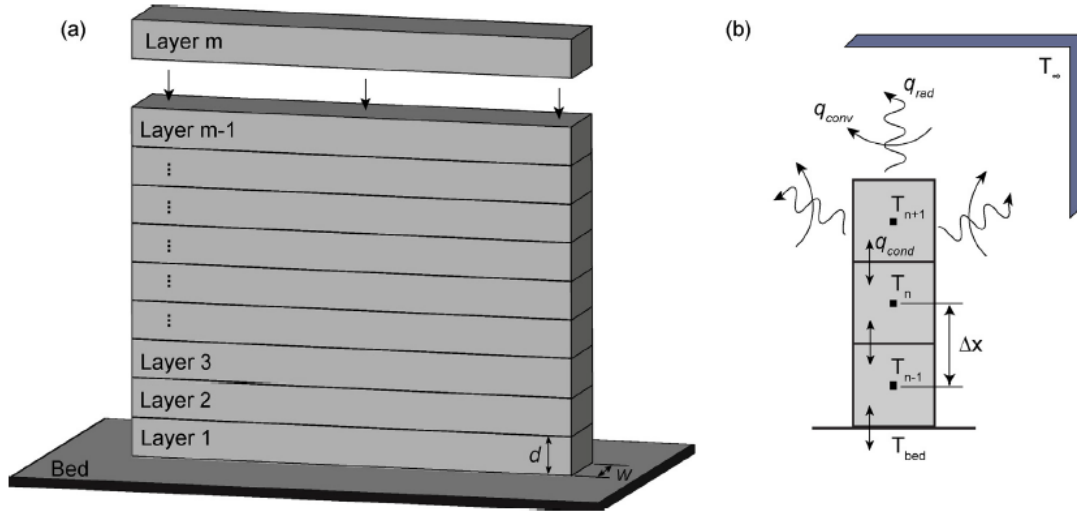 (a)
Layer m
Layer m-1
Layer 3
Layer 2
Layer 1
d
w
Bed
(b)
T∞
q_rad
q_conv
T_n+1
q_cond
T_n
Δx
T_n-1
T_bed